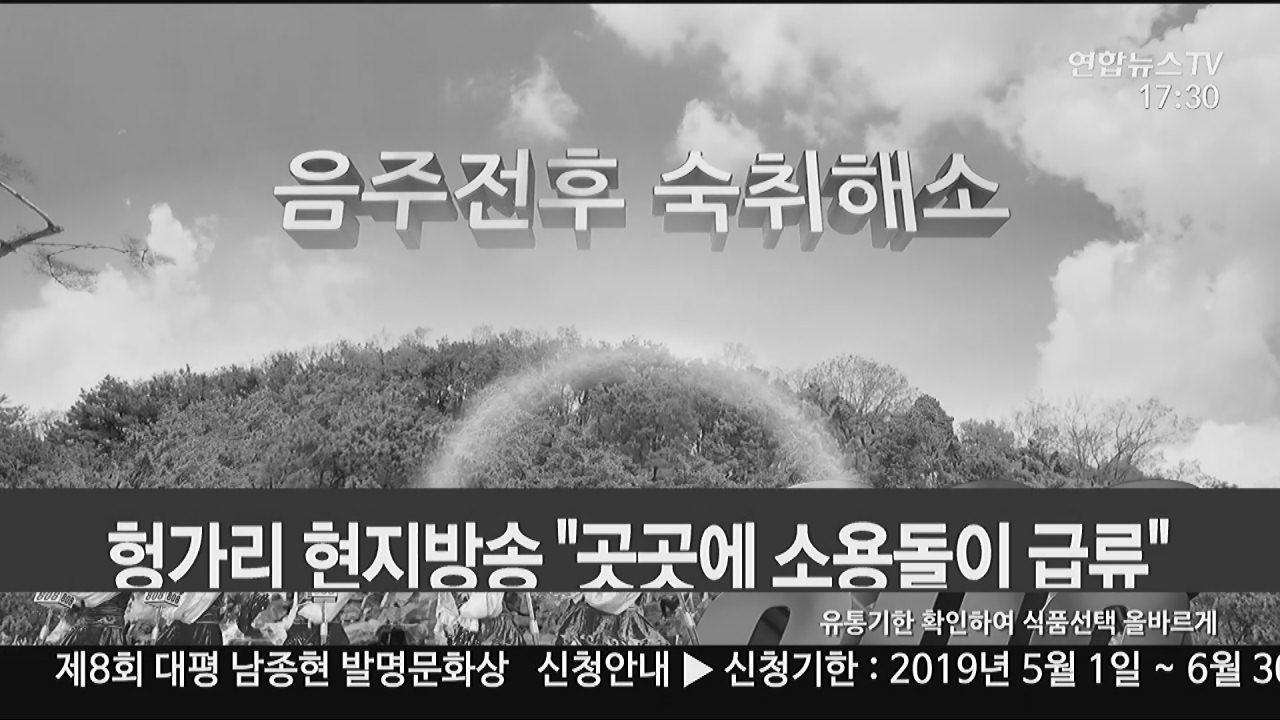 연합뉴스TV
17:30
음주전후 숙취해소
헝가리 현지방송 "곳곳에 소용돌이 급류"
유통기한 확인하여 식품선택 올바르게
제8회 대평 남종현 발명문화상 신청안내 ▶ 신청기한 : 2019년 5월 1일 ~ 6월 30